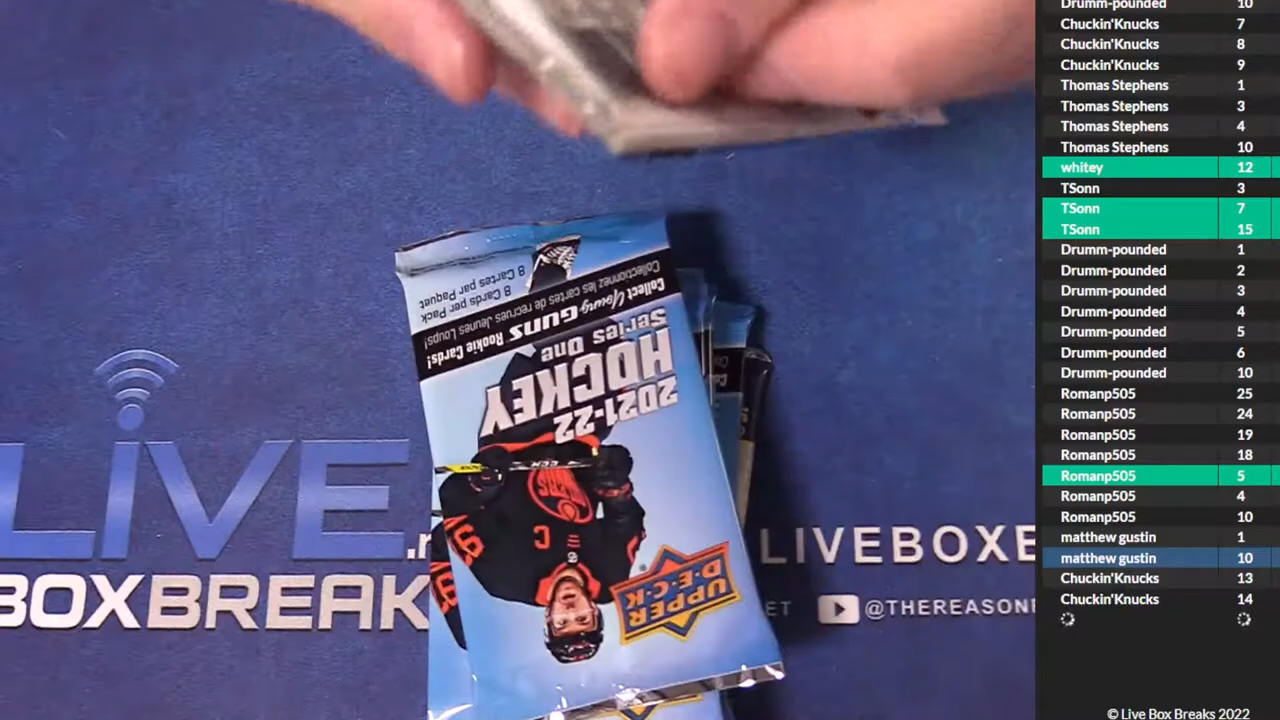 8 Cards per Pack
8 Cartes par Paquet
Collect Young Guns Rookie Cards!
Collectionnez les cartes de recrues Jeunes Loups!
2021-22
HOCKEY
Series One
OILERS
C
97
UPPER
D·E·C·K
LIVE
BOXBREAK
LIVEBOXE
ET
@THEREASON
Drumm-pounded 10
Chuckin'Knucks 7
Chuckin'Knucks 8
Chuckin'Knucks 9
Thomas Stephens 1
Thomas Stephens 3
Thomas Stephens 4
Thomas Stephens 10
whitey 12
TSonn 3
TSonn 7
TSonn 15
Drumm-pounded 1
Drumm-pounded 2
Drumm-pounded 3
Drumm-pounded 4
Drumm-pounded 5
Drumm-pounded 6
Drumm-pounded 10
Romanp505 25
Romanp505 24
Romanp505 19
Romanp505 18
Romanp505 5
Romanp505 4
Romanp505 10
matthew gustin 1
matthew gustin 10
Chuckin'Knucks 13
Chuckin'Knucks 14
© Live Box Breaks 2022